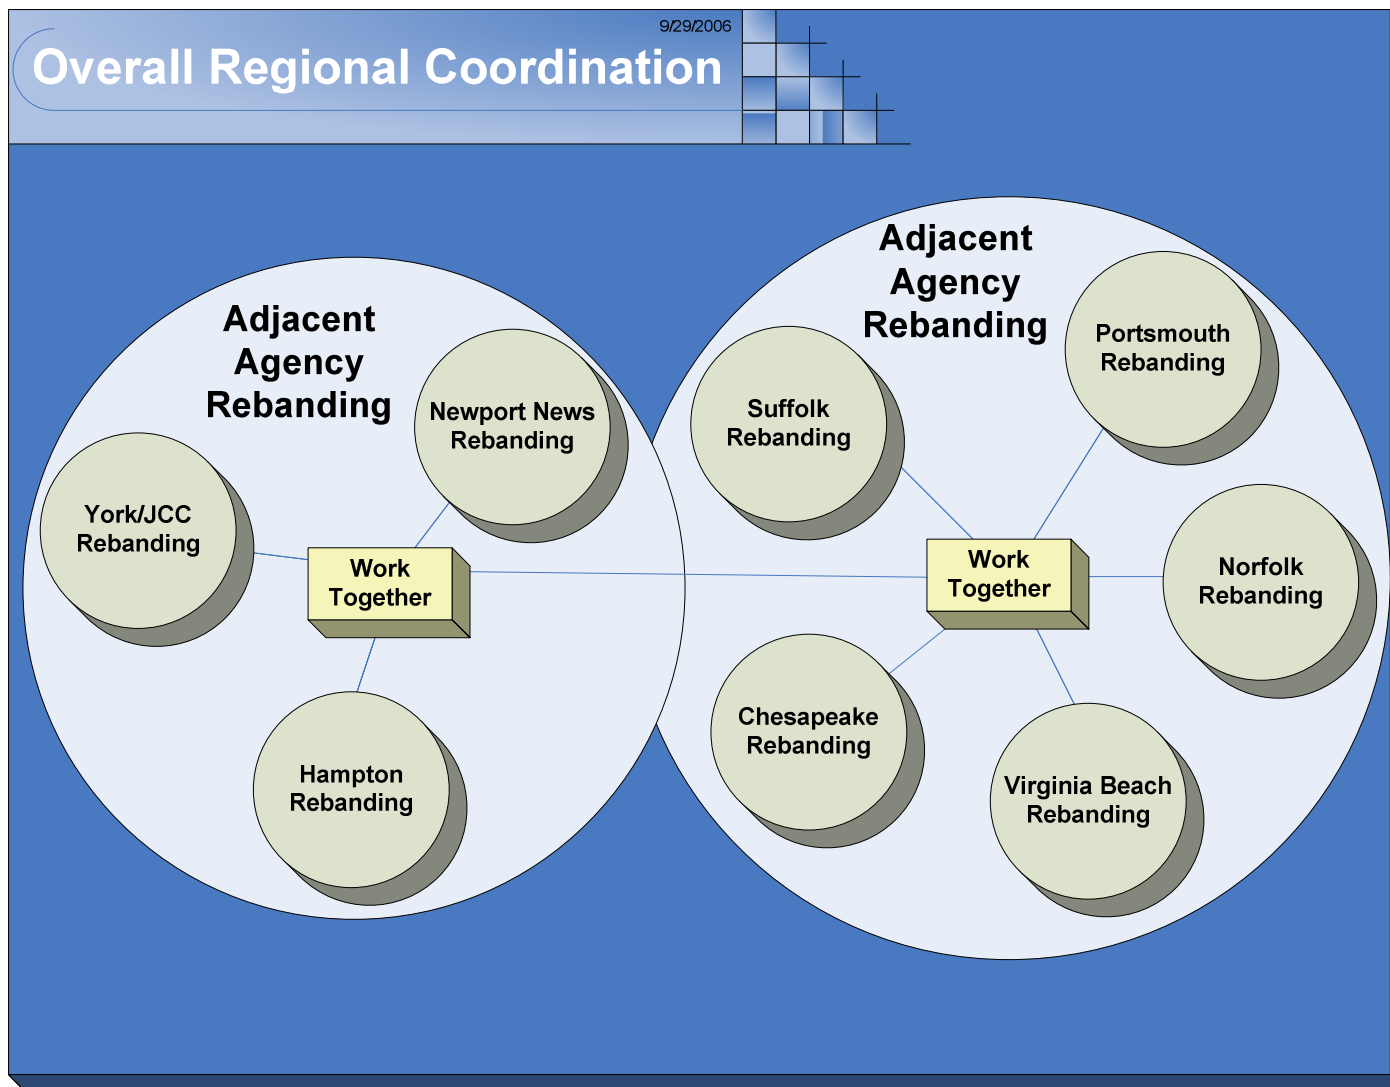 9/29/2006
Overall Regional Coordination
Adjacent
Agency
Rebanding
Newport News
Rebanding
York/JCC
Rebanding
Work
Together
Hampton
Rebanding
Adjacent
Agency
Rebanding
Portsmouth
Rebanding
Suffolk
Rebanding
Work
Together
Norfolk
Rebanding
Chesapeake
Rebanding
Virginia Beach
Rebanding